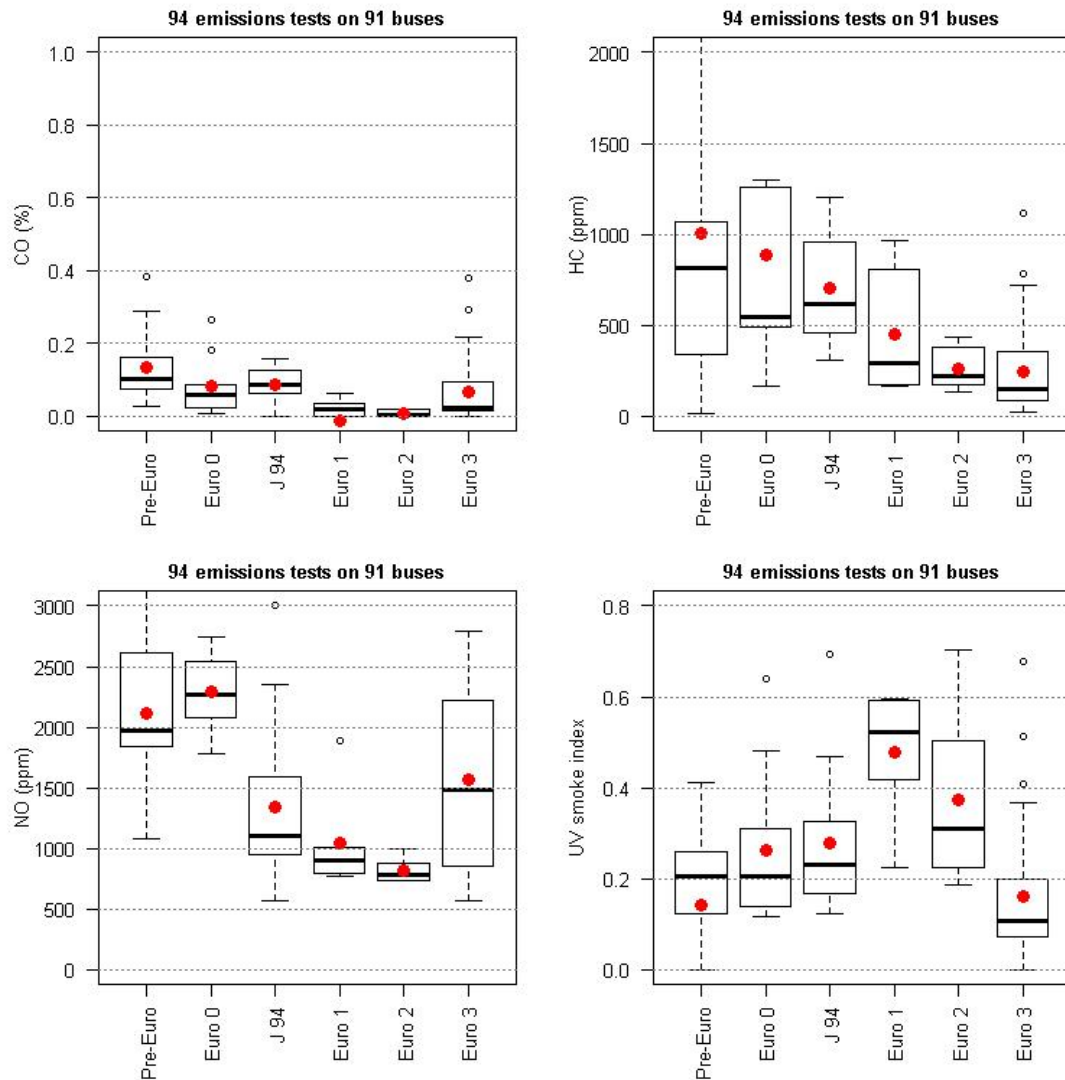 94 emissions tests on 91 buses
CO (%)
1.0
0.8
0.6
0.4
0.2
0.0
Pre-Euro
Euro 0
J 94
Euro 1
Euro 2
Euro 3
94 emissions tests on 91 buses
HC (ppm)
2000
1500
1000
500
0
Pre-Euro
Euro 0
J 94
Euro 1
Euro 2
Euro 3
94 emissions tests on 91 buses
NO (ppm)
3000
2500
2000
1500
1000
500
0
Pre-Euro
Euro 0
J 94
Euro 1
Euro 2
Euro 3
94 emissions tests on 91 buses
UV smoke index
0.8
0.6
0.4
0.2
0.0
Pre-Euro
Euro 0
J 94
Euro 1
Euro 2
Euro 3